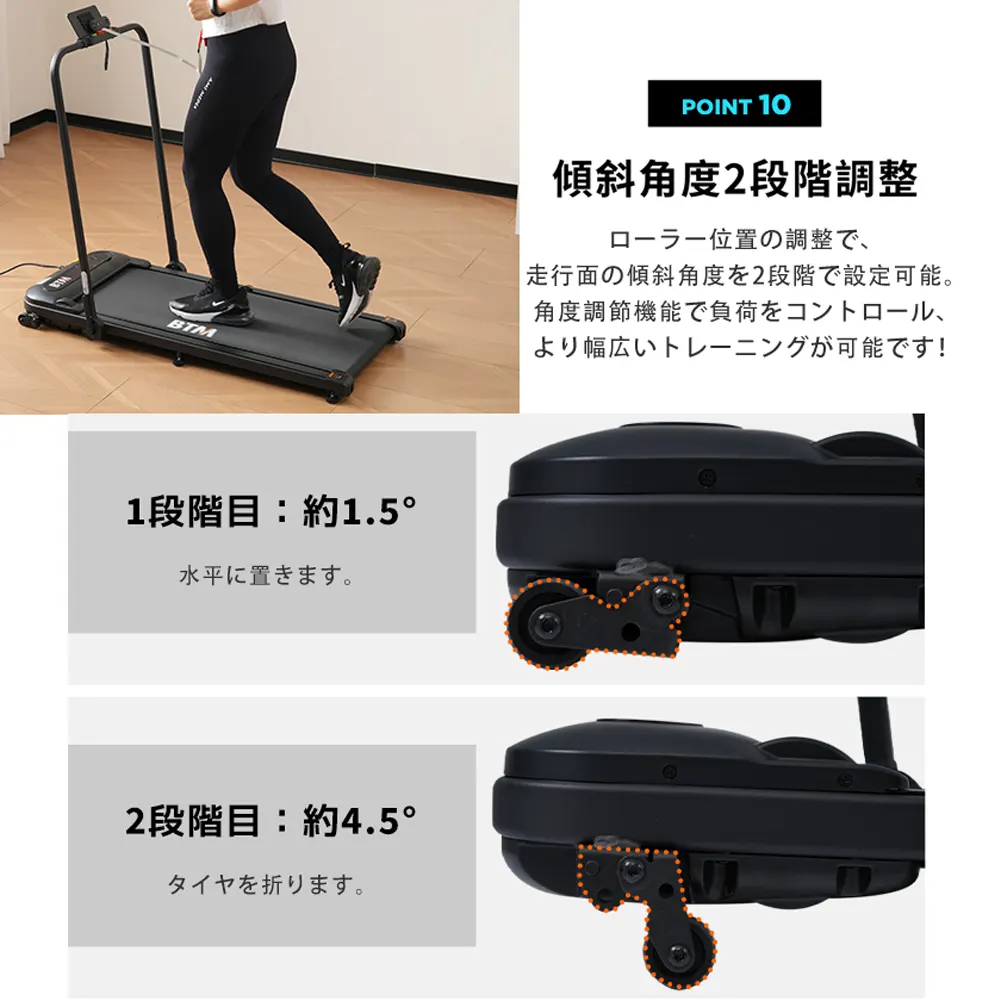 POINT 10
傾斜角度2段階調整
ローラー位置の調整で、
走行面の傾斜角度を2段階で設定可能。
角度調節機能で負荷をコントロール、
より幅広いトレーニングが可能です!
BTM
BTM
1段階目：約1.5°
水平に置きます。
2段階目：約4.5°
タイヤを折ります。